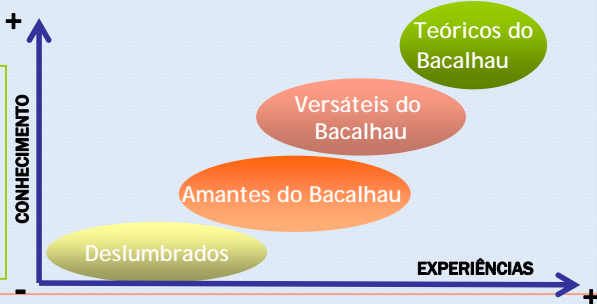 +
Teóricos do
Bacalhau
Versáteis do
Bacalhau
CONHECIMENTO
Amantes do Bacalhau
Deslumbrados
EXPERIÊNCIAS
-
+